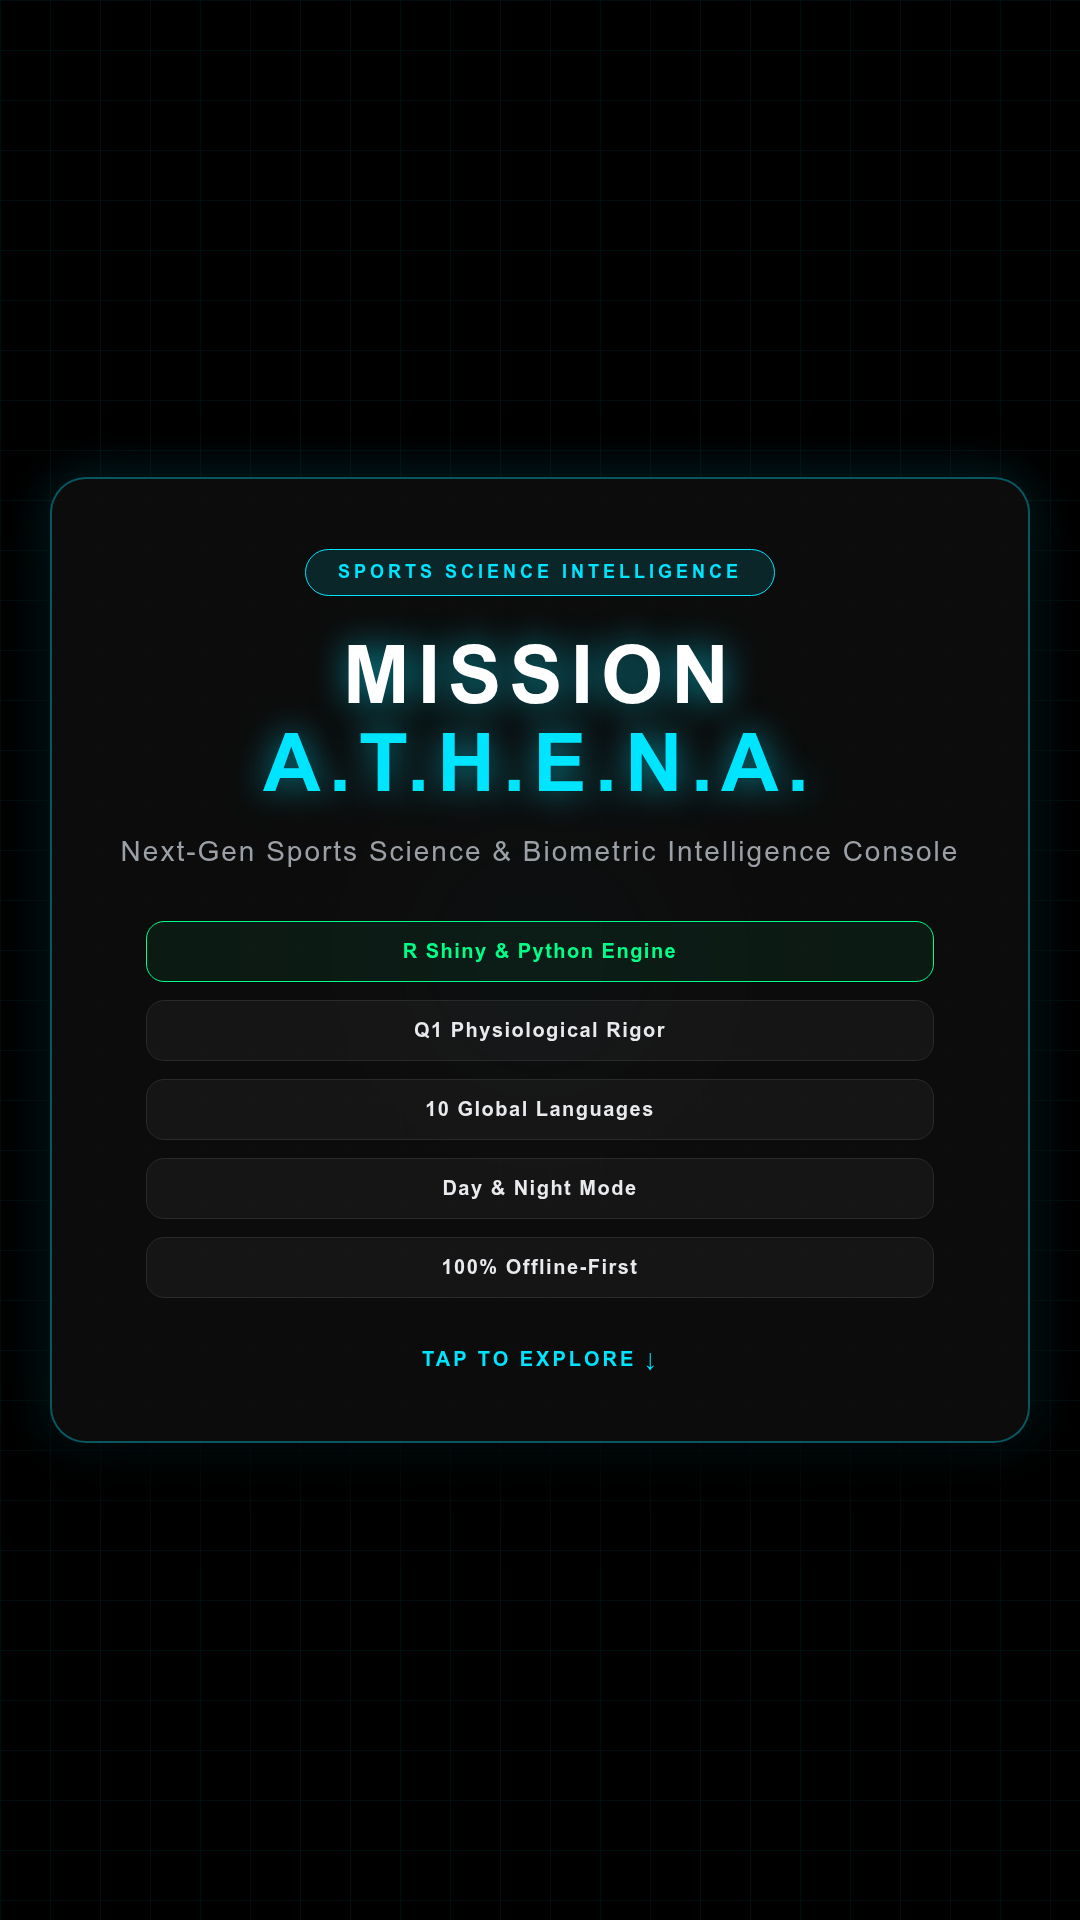 SPORTS SCIENCE INTELLIGENCE
MISSION
A.T.H.E.N.A.
Next-Gen Sports Science & Biometric Intelligence Console
R Shiny & Python Engine
Q1 Physiological Rigor
10 Global Languages
Day & Night Mode
100% Offline-First
TAP TO EXPLORE ↓